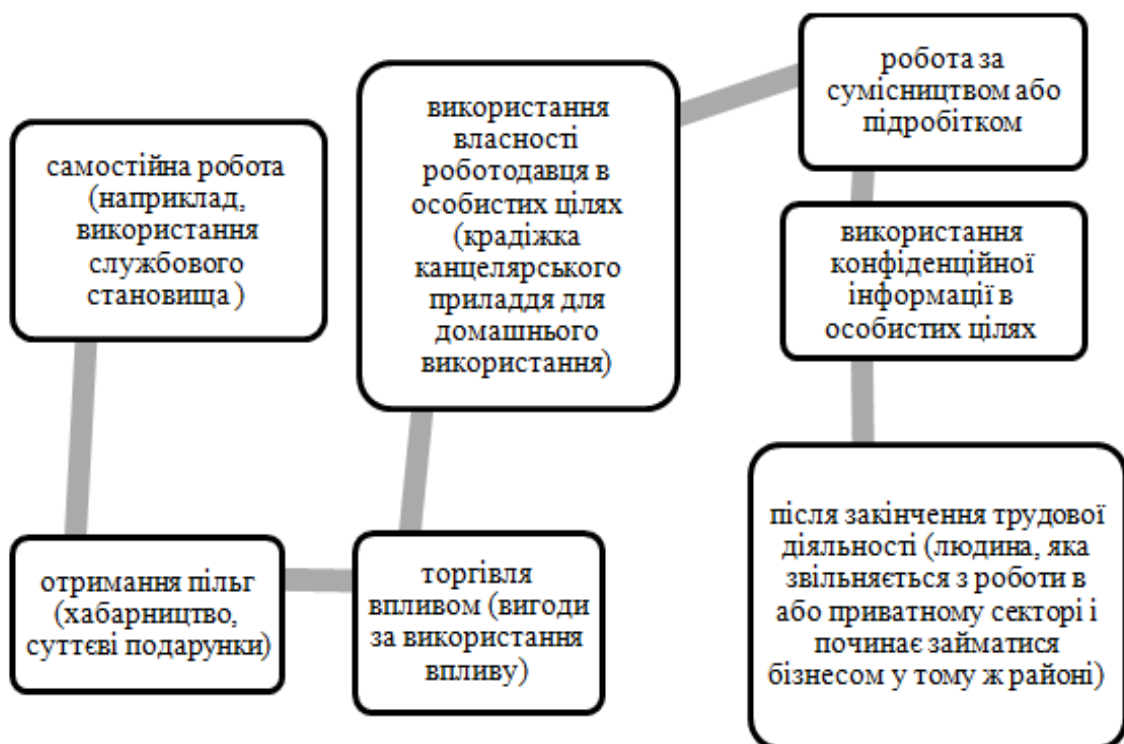 самостійна робота
(наприклад,
використання
службового
становища )
отримання пільг
(хабарництво,
суттєві подарунки)
торгівля
впливом (вигоди
за використання
впливу)
використання
власності
роботодавця в
особистих цілях
(крадіжка
канцелярського
приладдя для
домашнього
використання)
робота за
сумісництвом або
підробітком
використання
конфіденційної
інформації в
особистих цілях
після закінчення трудової
діяльності (людина, яка
звільняється з роботи в
або приватному секторі і
починає займатися
бізнесом у тому ж районі)